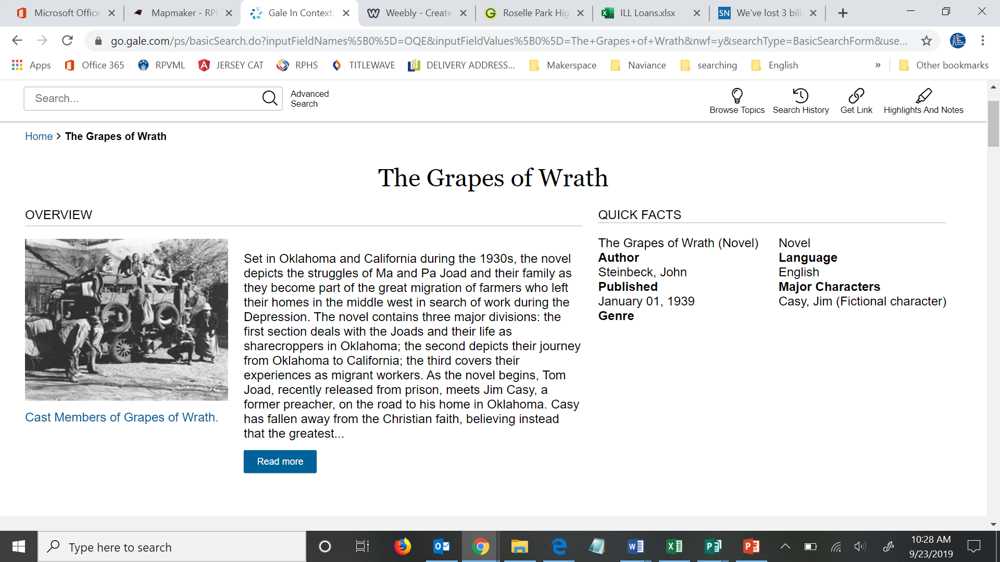 Microsoft Office
Mapmaker - RPH
Gale In Context:
Weebly - Create
Roselle Park Hig
ILL Loans.xlsx
SN We've lost 3 billi
go.gale.com/ps/basicSearch.do?inputFieldNames%5B0%5D=OQE&inputFieldValues%5B0%5D=The+Grapes+of+Wrath&nwf=y&searchType=BasicSearchForm&use...
Apps
Office 365
RPVML
JERSEY CAT
RPHS
TITLEWAVE
DELIVERY ADDRESS...
Makerspace
Naviance
searching
English
»
Other bookmarks
Search...
Advanced
Search
Browse Topics
Search History
Get Link
Highlights And Notes
Home > The Grapes of Wrath
The Grapes of Wrath
OVERVIEW
Cast Members of Grapes of Wrath.
Set in Oklahoma and California during the 1930s, the novel
depicts the struggles of Ma and Pa Joad and their family as
they become part of the great migration of farmers who left
their homes in the middle west in search of work during the
Depression. The novel contains three major divisions: the
first section deals with the Joads and their life as
sharecroppers in Oklahoma; the second depicts their journey
from Oklahoma to California; the third covers their
experiences as migrant workers. As the novel begins, Tom
Joad, recently released from prison, meets Jim Casy, a
former preacher, on the road to his home in Oklahoma. Casy
has fallen away from the Christian faith, believing instead
that the greatest...
Read more
QUICK FACTS
The Grapes of Wrath (Novel)
Author
Steinbeck, John
Published
January 01, 1939
Genre
Novel
Language
English
Major Characters
Casy, Jim (Fictional character)
Type here to search
10:28 AM
9/23/2019